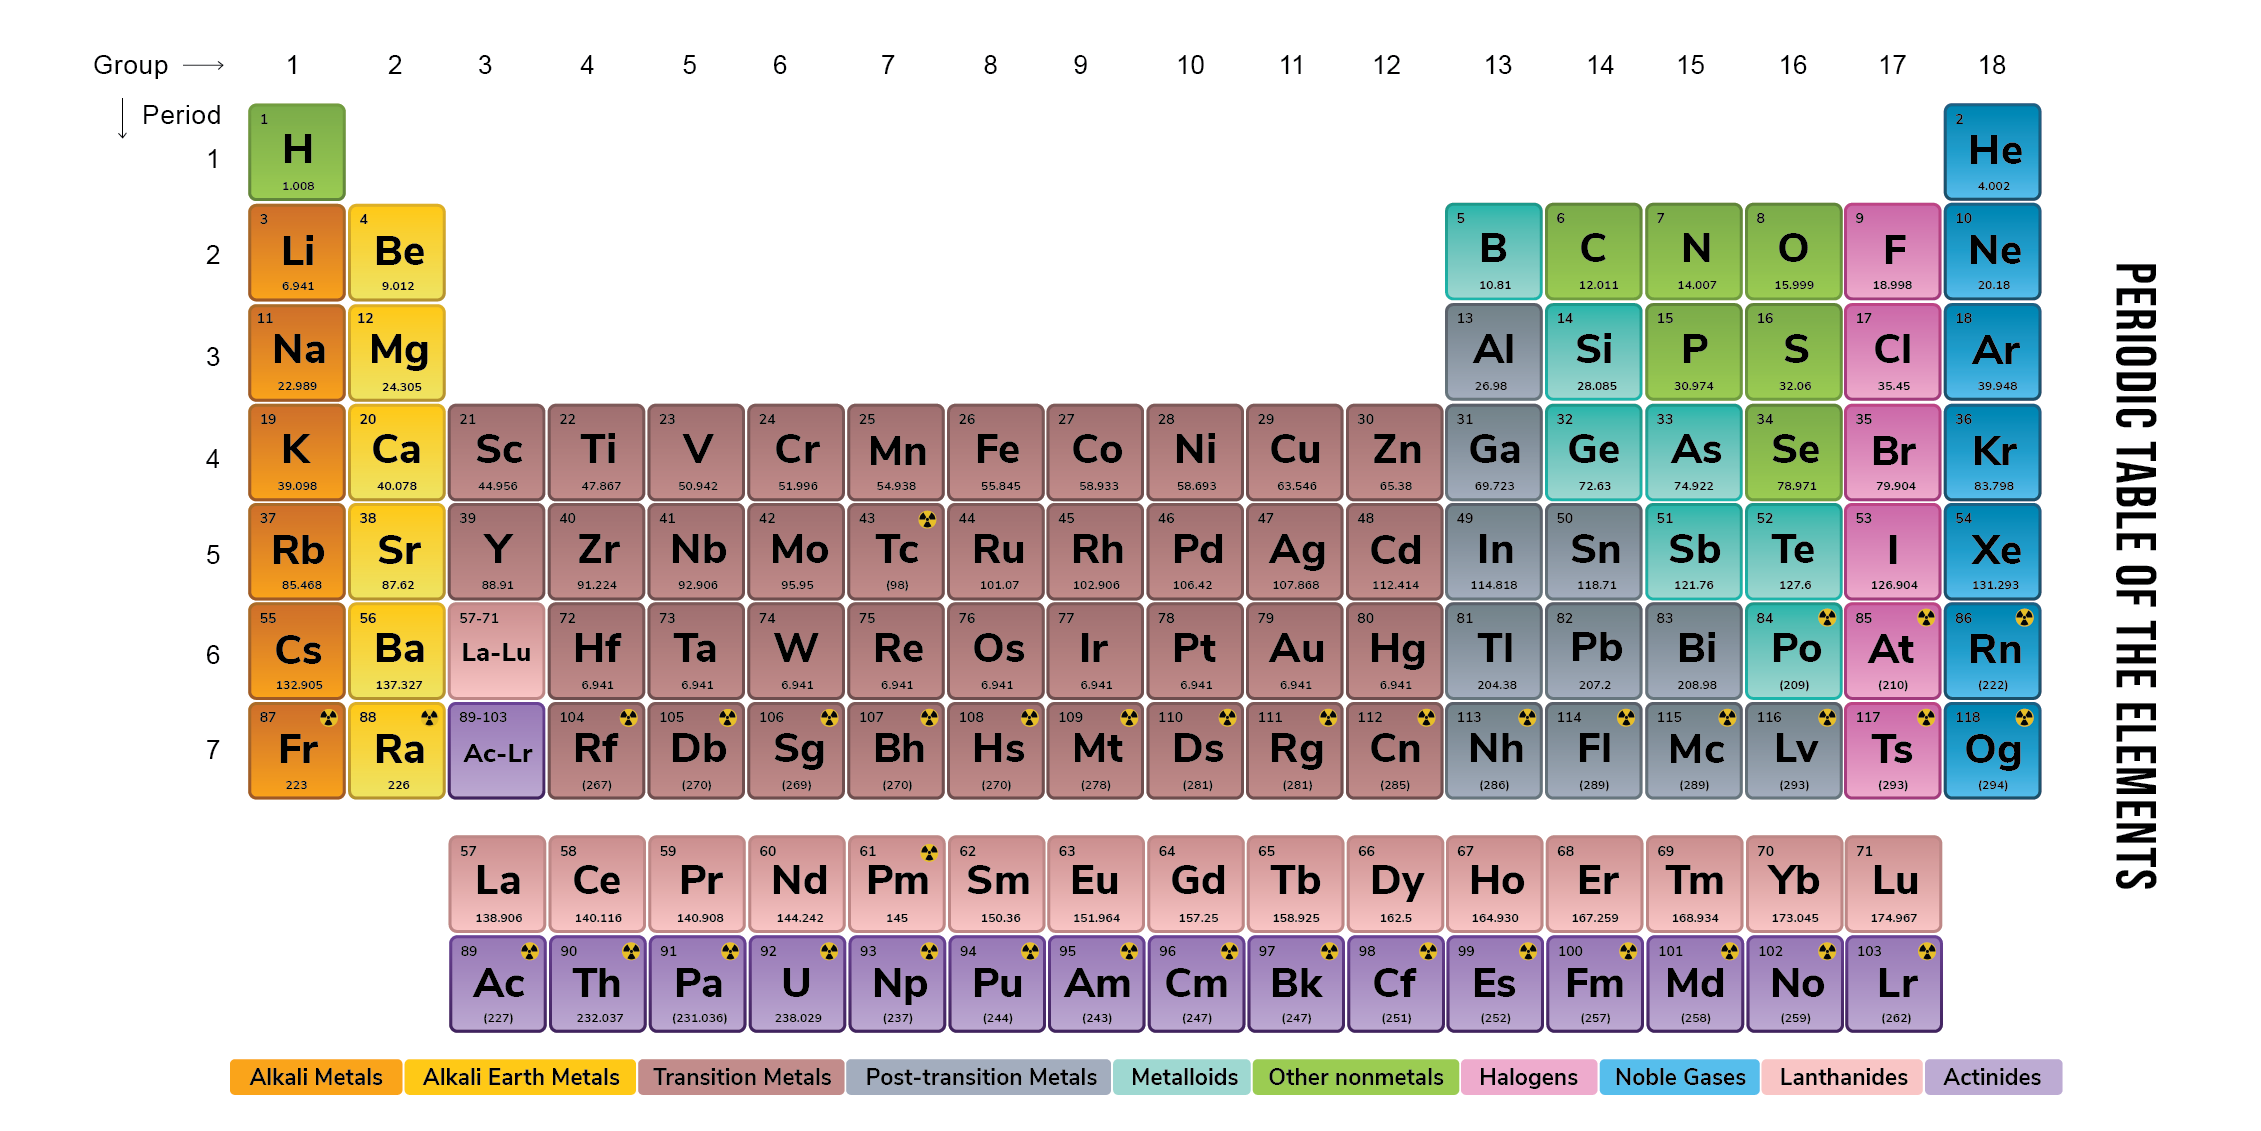 Group → 1 2 3 4 5 6 7 8 9 10 11 12 13 14 15 16 17 18
↓ Period
1
1 H 1.008
2 He 4.002
2
3 Li 6.941
4 Be 9.012
5 B 10.81
6 C 12.011
7 N 14.007
8 O 15.999
9 F 18.998
10 Ne 20.18
3
11 Na 22.989
12 Mg 24.305
13 Al 26.98
14 Si 28.085
15 P 30.974
16 S 32.06
17 Cl 35.45
18 Ar 39.948
4
19 K 39.098
20 Ca 40.078
21 Sc 44.956
22 Ti 47.867
23 V 50.942
24 Cr 51.996
25 Mn 54.938
26 Fe 55.845
27 Co 58.933
28 Ni 58.693
29 Cu 63.546
30 Zn 65.38
31 Ga 69.723
32 Ge 72.63
33 As 74.922
34 Se 78.971
35 Br 79.904
36 Kr 83.798
5
37 Rb 85.468
38 Sr 87.62
39 Y 88.91
40 Zr 91.224
41 Nb 92.906
42 Mo 95.95
43 Tc (98)
44 Ru 101.07
45 Rh 102.906
46 Pd 106.42
47 Ag 107.868
48 Cd 112.414
49 In 114.818
50 Sn 118.71
51 Sb 121.76
52 Te 127.6
53 I 126.904
54 Xe 131.293
6
55 Cs 132.905
56 Ba 137.327
57-71 La-Lu
72 Hf 6.941
73 Ta 6.941
74 W 6.941
75 Re 6.941
76 Os 6.941
77 Ir 6.941
78 Pt 6.941
79 Au 6.941
80 Hg 6.941
81 Tl 204.38
82 Pb 207.2
83 Bi 208.98
84 Po (209)
85 At (210)
86 Rn (222)
7
87 Fr 223
88 Ra 226
89-103 Ac-Lr
104 Rf (267)
105 Db (270)
106 Sg (269)
107 Bh (270)
108 Hs (270)
109 Mt (278)
110 Ds (281)
111 Rg (281)
112 Cn (285)
113 Nh (286)
114 Fl (289)
115 Mc (289)
116 Lv (293)
117 Ts (293)
118 Og (294)
57 La 138.906
58 Ce 140.116
59 Pr 140.908
60 Nd 144.242
61 Pm 145
62 Sm 150.36
63 Eu 151.964
64 Gd 157.25
65 Tb 158.925
66 Dy 162.5
67 Ho 164.930
68 Er 167.259
69 Tm 168.934
70 Yb 173.045
71 Lu 174.967
89 Ac (227)
90 Th 232.037
91 Pa (231.036)
92 U 238.029
93 Np (237)
94 Pu (244)
95 Am (243)
96 Cm (247)
97 Bk (247)
98 Cf (251)
99 Es (252)
100 Fm (257)
101 Md (258)
102 No (259)
103 Lr (262)
Alkali Metals
Alkali Earth Metals
Transition Metals
Post-transition Metals
Metalloids
Other nonmetals
Halogens
Noble Gases
Lanthanides
Actinides
PERIODIC TABLE OF THE ELEMENTS